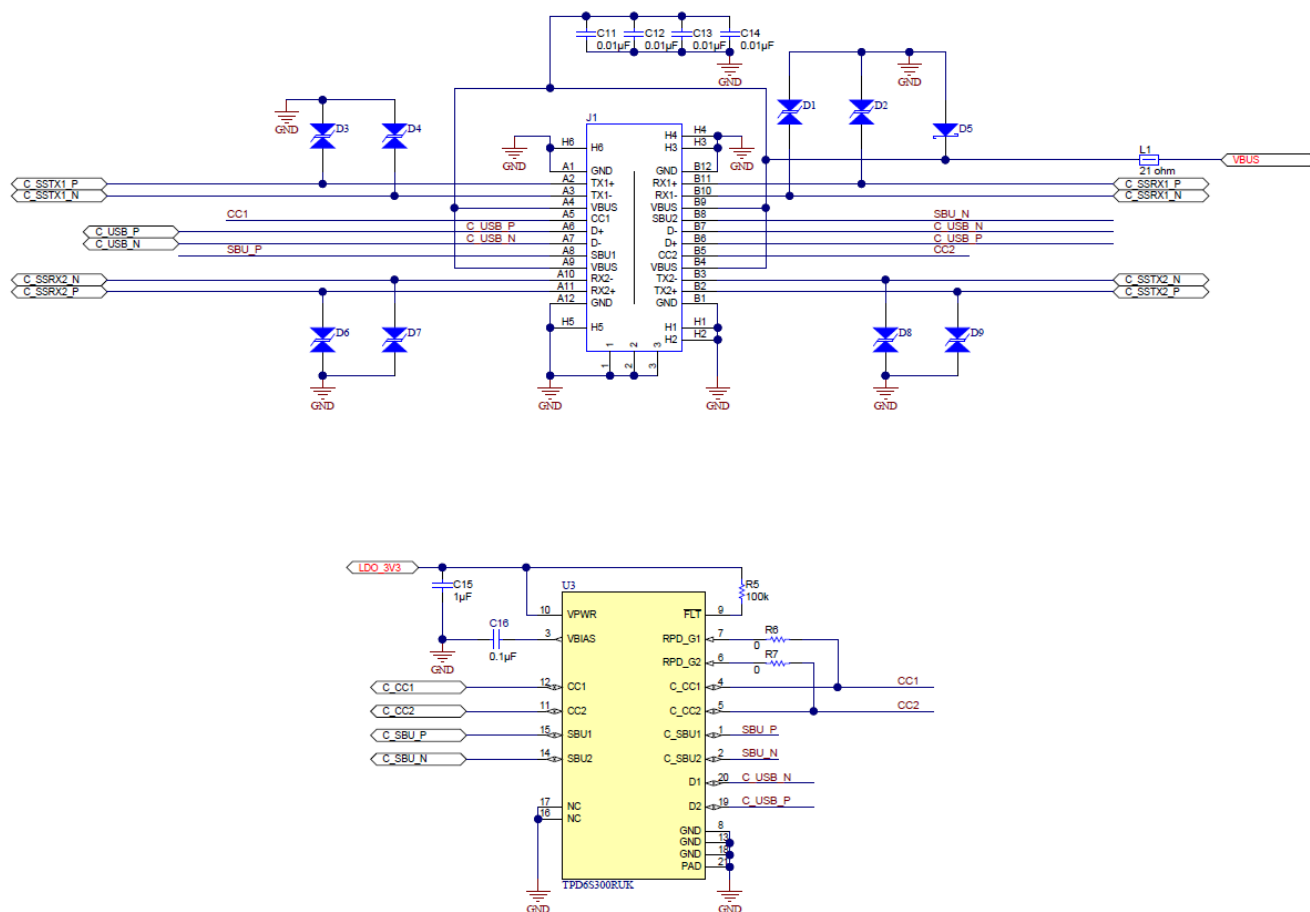 C11 C12 C13 C14
0.01µF 0.01µF 0.01µF 0.01µF
GND
GND
D1 D2
D3 D4
GND
J1
D5
GND
H6 H6
H4 H4
H3 H3
GND
L1
21 ohm
VBUS
A1 GND
GND B12
C_SSTX1_P
A2 TX1+
RX1+ B11
C_SSRX1_P
C_SSTX1_N
A3 TX1-
RX1- B10
C_SSRX1_N
A4 VBUS
VBUS B9
CC1
A5 CC1
SBU2 B8
SBU_N
C_USB_P
C_USB_P
A6 D+
D- B7
C_USB_N
C_USB_N
C_USB_N
A7 D-
D+ B6
C_USB_P
SBU_P
A8 SBU1
CC2 B5
CC2
A9 VBUS
VBUS B4
C_SSRX2_N
A10 RX2-
TX2- B3
C_SSTX2_N
C_SSRX2_P
A11 RX2+
TX2+ B2
C_SSTX2_P
A12 GND
GND B1
D6 D7
H5 H5
H1 H1
H2 H2
D8 D9
1 2 3
1 2 3
GND
GND
GND
GND
LDO_3V3
C15
1µF
U3
R5
100k
10 VPWR
FLT 9
C16
0.1µF
3 VBIAS
RPD_G1 7
R6
0
GND
RPD_G2 6
R7
0
C_CC1
12 CC1
C_CC1 4
CC1
C_CC2
11 CC2
C_CC2 5
CC2
C_SBU_P
15 SBU1
C_SBU1 1
SBU_P
C_SBU_N
14 SBU2
C_SBU2 2
SBU_N
D1 20
C_USB_N
17 NC
D2 19
C_USB_P
16 NC
GND 8
GND 13
GND 18
PAD 21
TPD6S300RUK
GND
GND